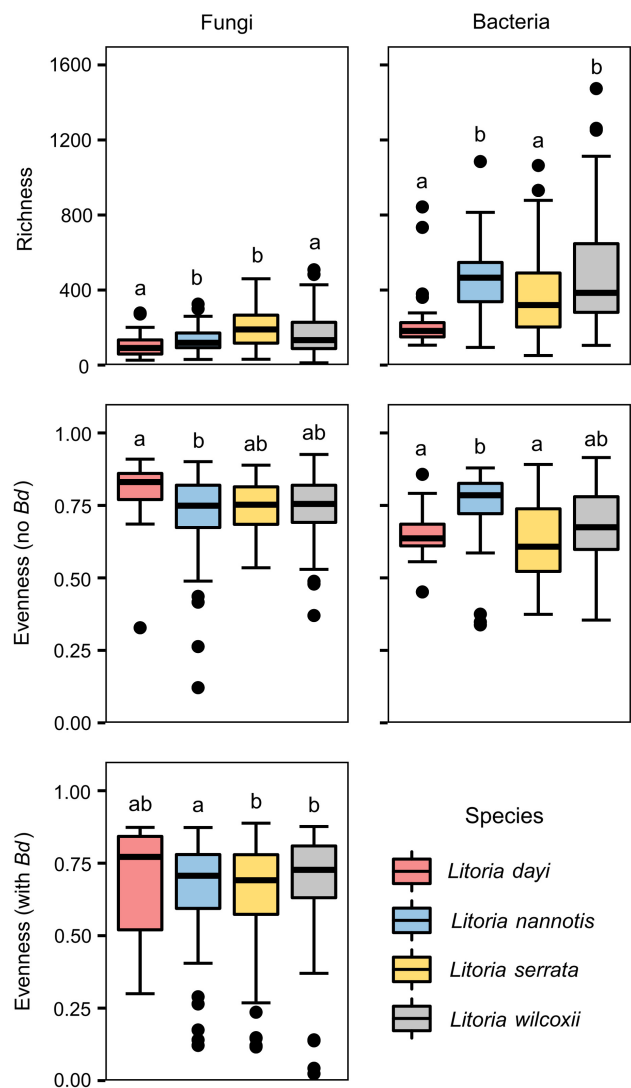 Fungi
Bacteria
Richness
1600
1200
800
400
0
a
b
b
a
a
b
a
b
Evenness (no Bd)
1.00
0.75
0.50
0.25
0.00
a
b
ab
ab
a
b
a
ab
Evenness (with Bd)
1.00
0.75
0.50
0.25
0.00
ab
a
b
b
Species
Litoria dayi
Litoria nannotis
Litoria serrata
Litoria wilcoxii